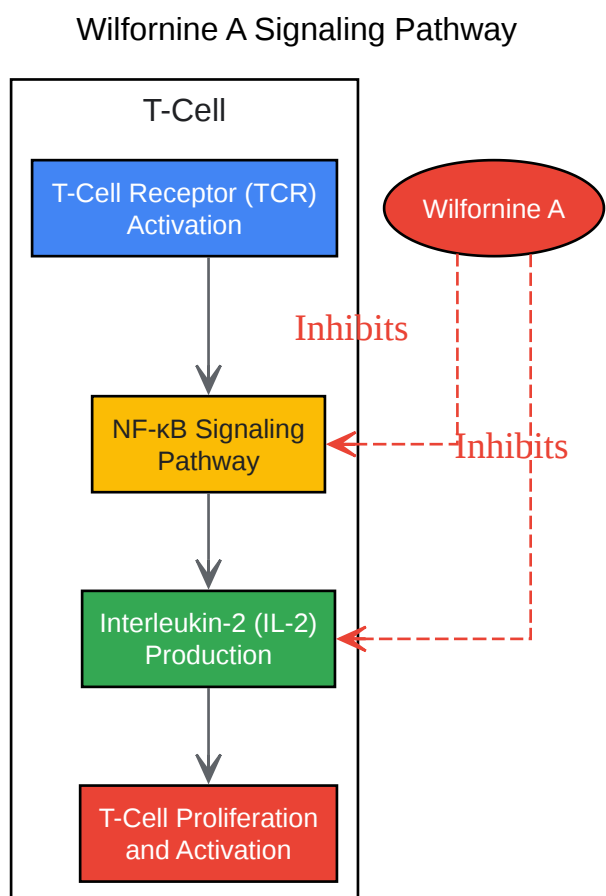 Wilfornine A Signaling Pathway
T-Cell
T-Cell Receptor (TCR)
Activation
Wilfornine A
Inhibits
NF-κB Signaling
Pathway
Inhibits
Interleukin-2 (IL-2)
Production
T-Cell Proliferation
and Activation